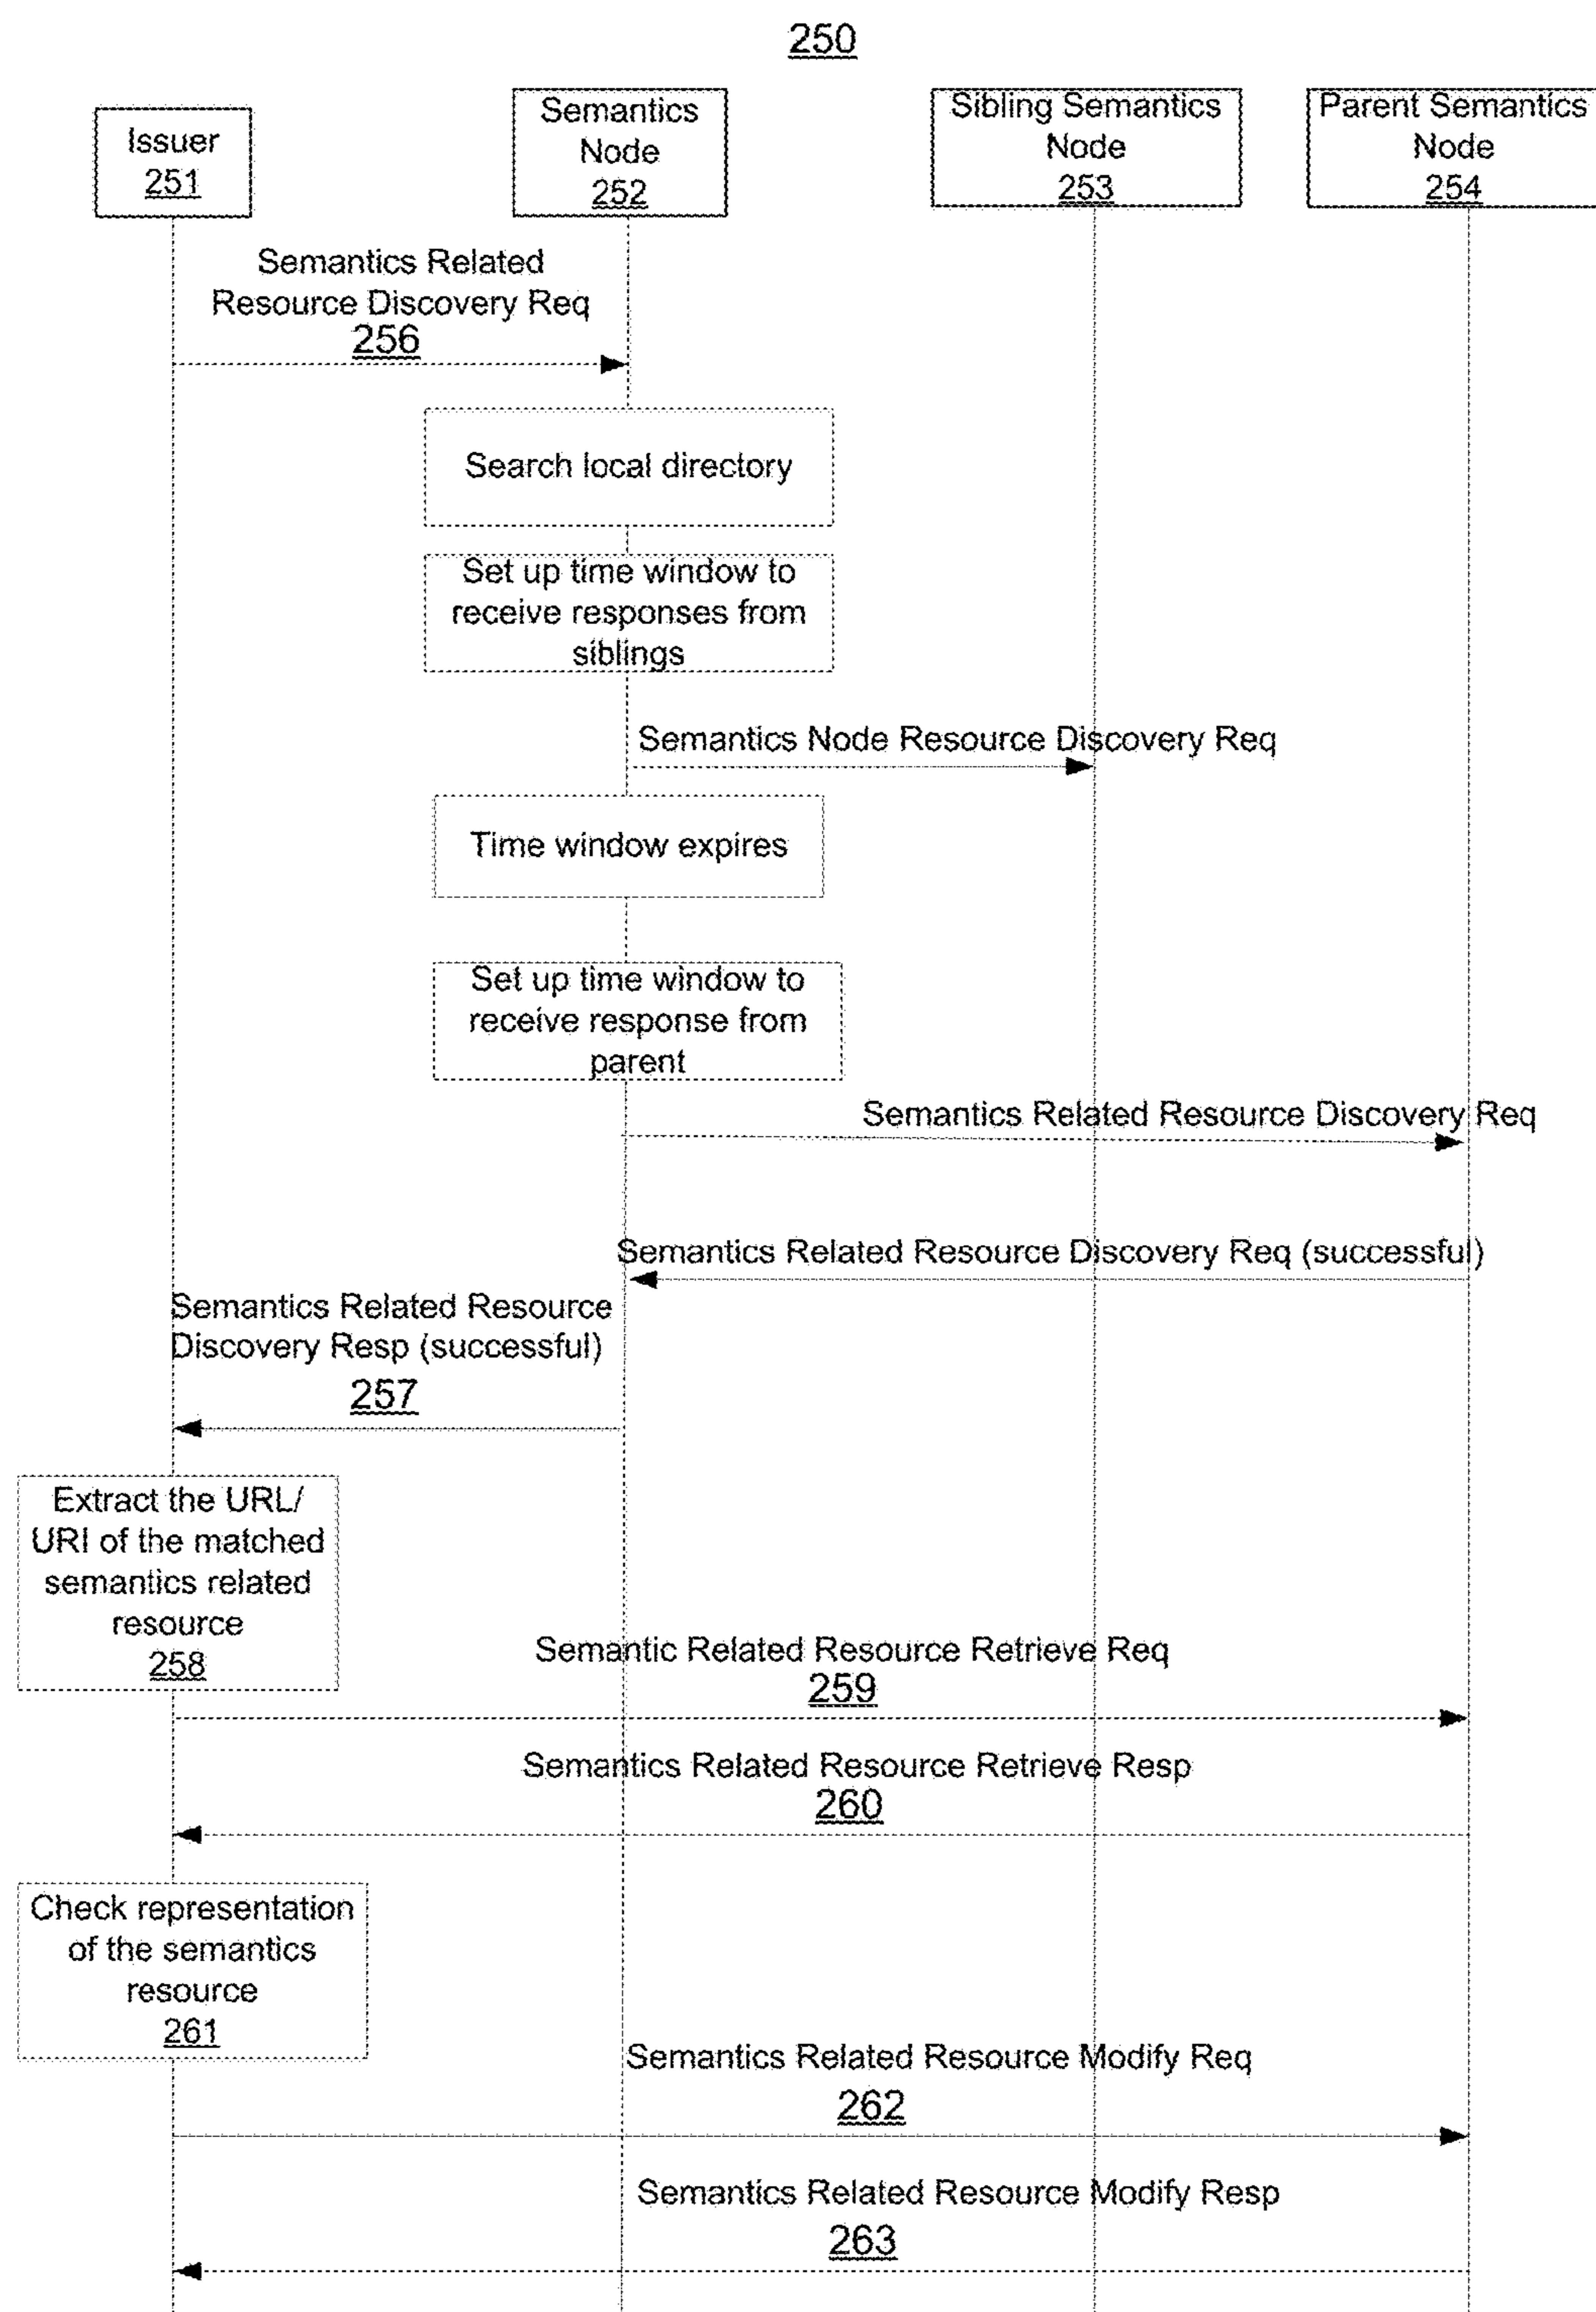 250
Issuer
251
Semantics
Node
252
Sibling Semantics
Node
253
Parent Semantics
Node
254
Semantics Related
Resource Discovery Req
256
Search local directory
Set up time window to
receive responses from
siblings
Semantics Node Resource Discovery Req
Time window expires
Set up time window to
receive response from
parent
Semantics Related Resource Discovery Req
Semantics Related Resource Discovery Req (successful)
Semantics Related Resource
Discovery Resp (successful)
257
Extract the URL/
URI of the matched
semantics related
resource
258
Semantic Related Resource Retrieve Req
259
Semantics Related Resource Retrieve Resp
260
Check representation
of the semantics
resource
261
Semantics Related Resource Modify Req
262
Semantics Related Resource Modify Resp
263